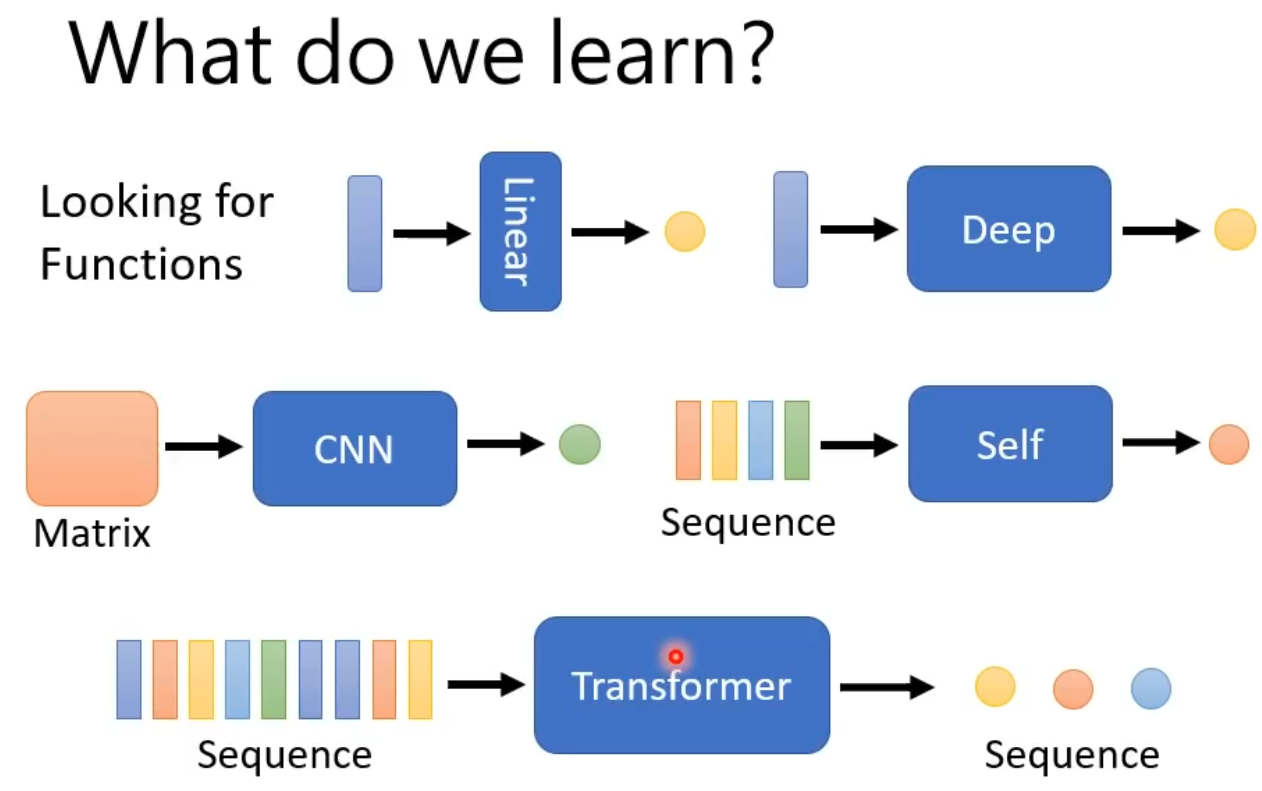 What do we learn?
Looking for
Functions
Linear
Deep
CNN
Self
Matrix
Sequence
Transformer
Sequence
Sequence